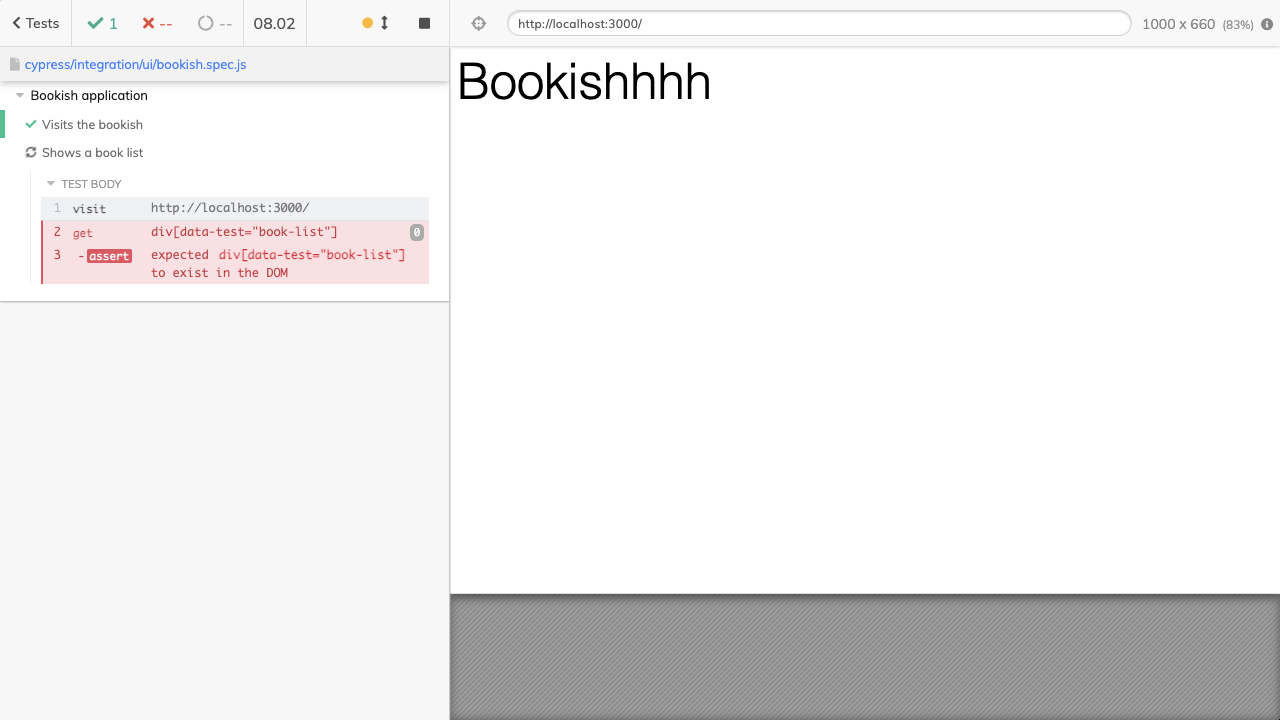 Tests 1 -- -- 08.02 http://localhost:3000/ 1000 x 660 (83%)
cypress/integration/ui/bookish.spec.js
Bookishhhh
Bookish application
Visits the bookish
Shows a book list
TEST BODY
1 visit http://localhost:3000/
2 get div[data-test="book-list"] 0
3 -assert expected div[data-test="book-list"]
to exist in the DOM